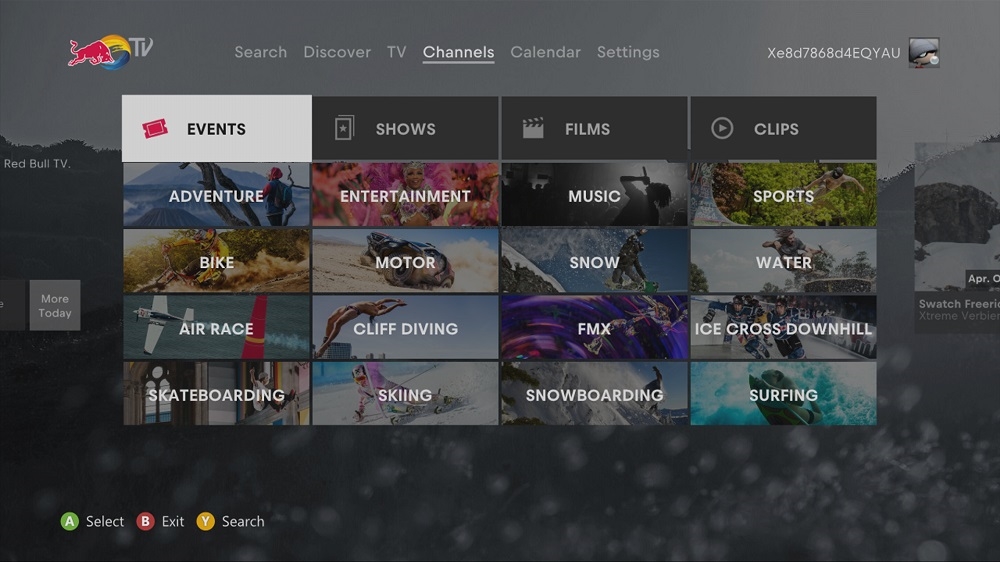 TV
Search Discover TV Channels Calendar Settings
Xe8d7868d4EQYAU
EVENTS SHOWS FILMS CLIPS
Red Bull TV.
ADVENTURE ENTERTAINMENT MUSIC SPORTS
BIKE MOTOR SNOW WATER
Apr. 0
e
More
Today
Swatch Freeri
Xtreme Verbier
AIR RACE CLIFF DIVING FMX ICE CROSS DOWNHILL
SKATEBOARDING SKIING SNOWBOARDING SURFING
A Select B Exit Y Search